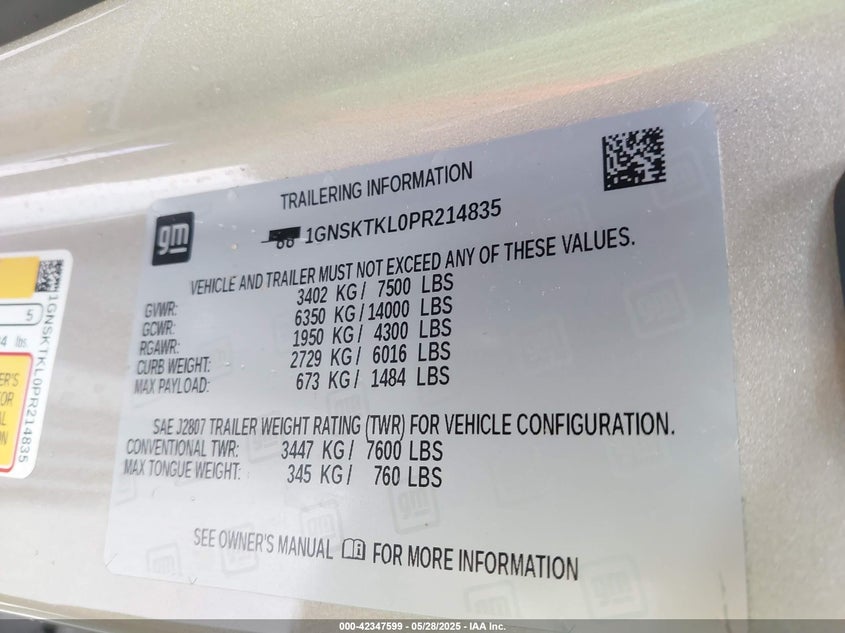 TRAILERING INFORMATION
gm
1GNSKTKL0PR214835
VEHICLE AND TRAILER MUST NOT EXCEED ANY OF THESE VALUES.
GVWR: 3402 KG/ 7500 LBS
GCWR: 6350 KG/14000 LBS
RGAWR: 1950 KG/ 4300 LBS
CURB WEIGHT: 2729 KG/ 6016 LBS
MAX PAYLOAD: 673 KG/ 1484 LBS
SAE J2807 TRAILER WEIGHT RATING (TWR) FOR VEHICLE CONFIGURATION.
CONVENTIONAL TWR: 3447 KG/ 7600 LBS
MAX TONGUE WEIGHT: 345 KG/ 760 LBS
SEE OWNER'S MANUAL FOR MORE INFORMATION
5
lbs
1GNSKTKL0PR214835
000-42347599 - 05/28/2025 - IAA Inc.